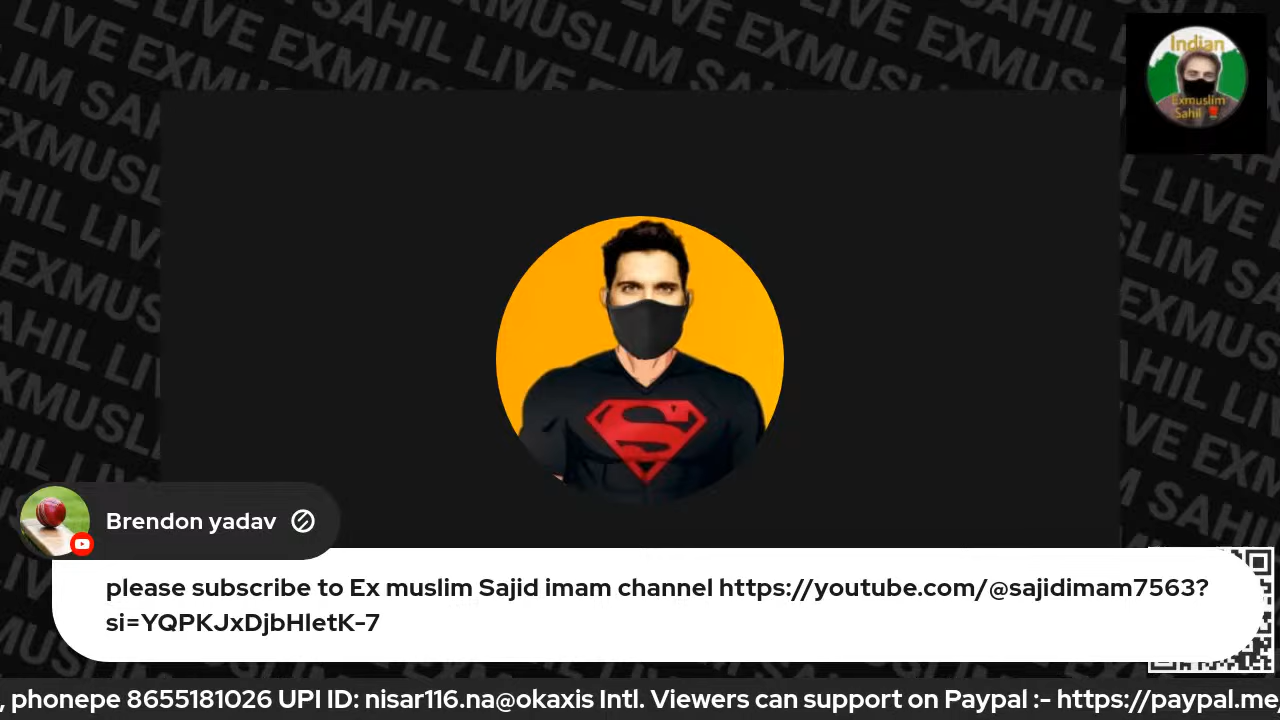 Indian
Exmuslim
Sahil
Brendon yadav
please subscribe to Ex muslim Sajid imam channel https://youtube.com/@sajidimam7563?
si=YQPKJxDjbHletK-7
, phonepe 8655181026 UPI ID: nisar116.na@okaxis Intl. Viewers can support on Paypal :- https://paypal.me/